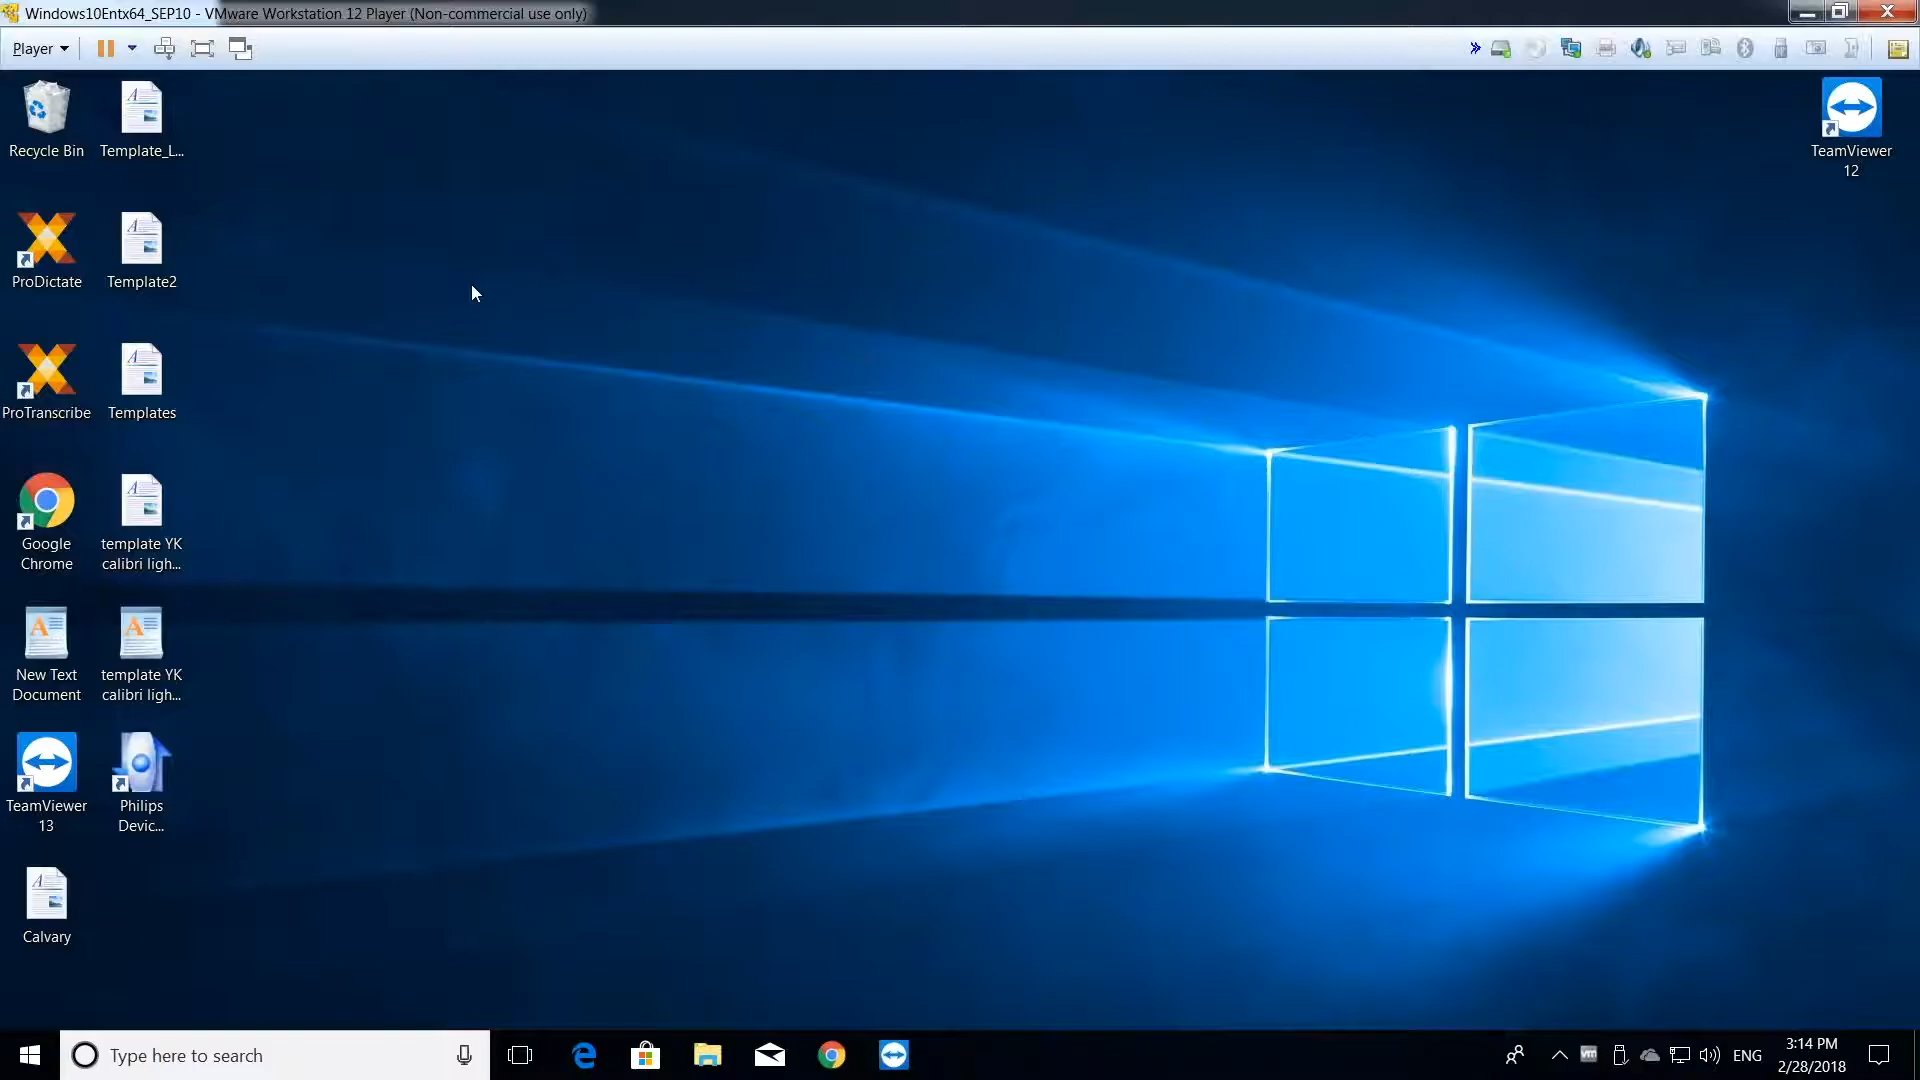 Windows10Entx64_SEP10 - VMware Workstation 12 Player (Non-commercial use only)
Player
Recycle Bin
Template_L...
TeamViewer
12
ProDictate
Template2
ProTranscribe
Templates
Google
Chrome
template YK
calibri ligh...
New Text
Document
template YK
calibri ligh...
TeamViewer
13
Philips
Devic...
Calvary
Type here to search
ENG
3:14 PM
2/28/2018